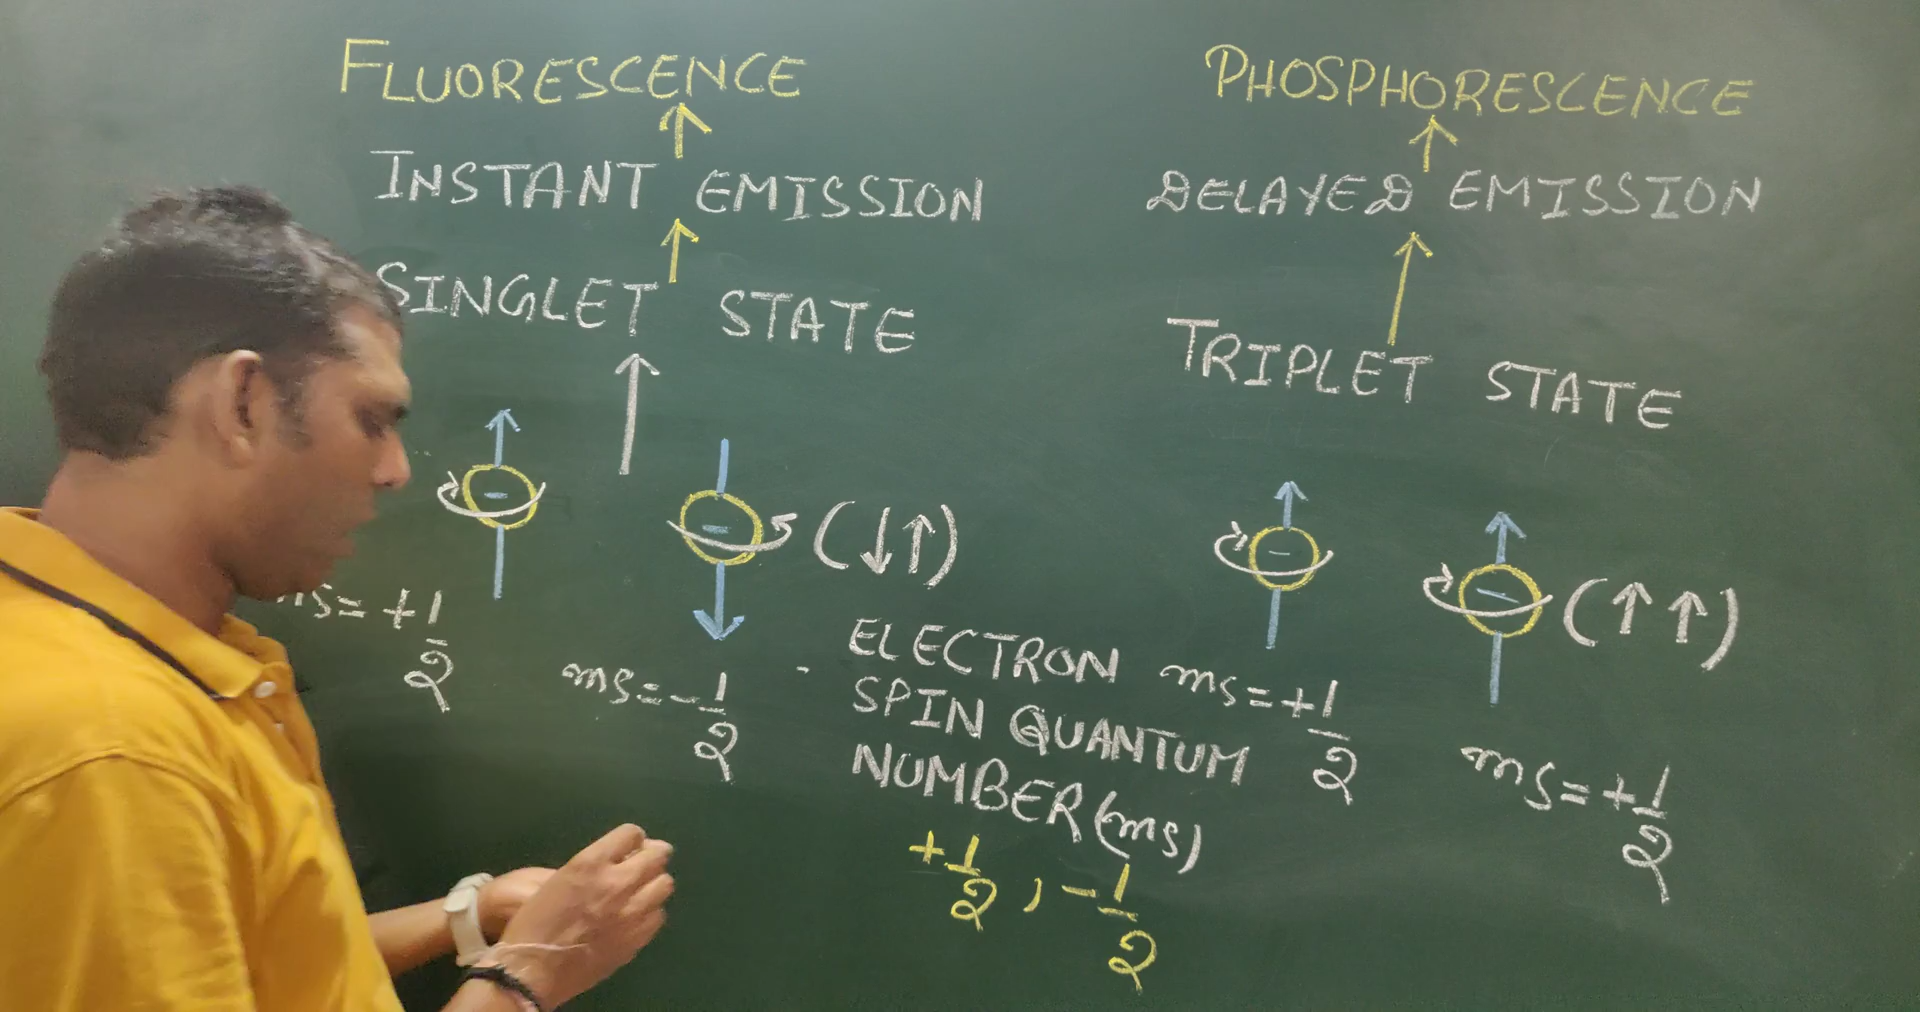 FLUORESCENCE
INSTANT EMISSION
SINGLET STATE
(↓↑)
ms = +1/2
ms = -1/2
ELECTRON
SPIN QUANTUM
NUMBER (ms)
+1/2, -1/2
PHOSPHORESCENCE
DELAYED EMISSION
TRIPLET STATE
(↑↑)
ms = +1/2
ms = +1/2